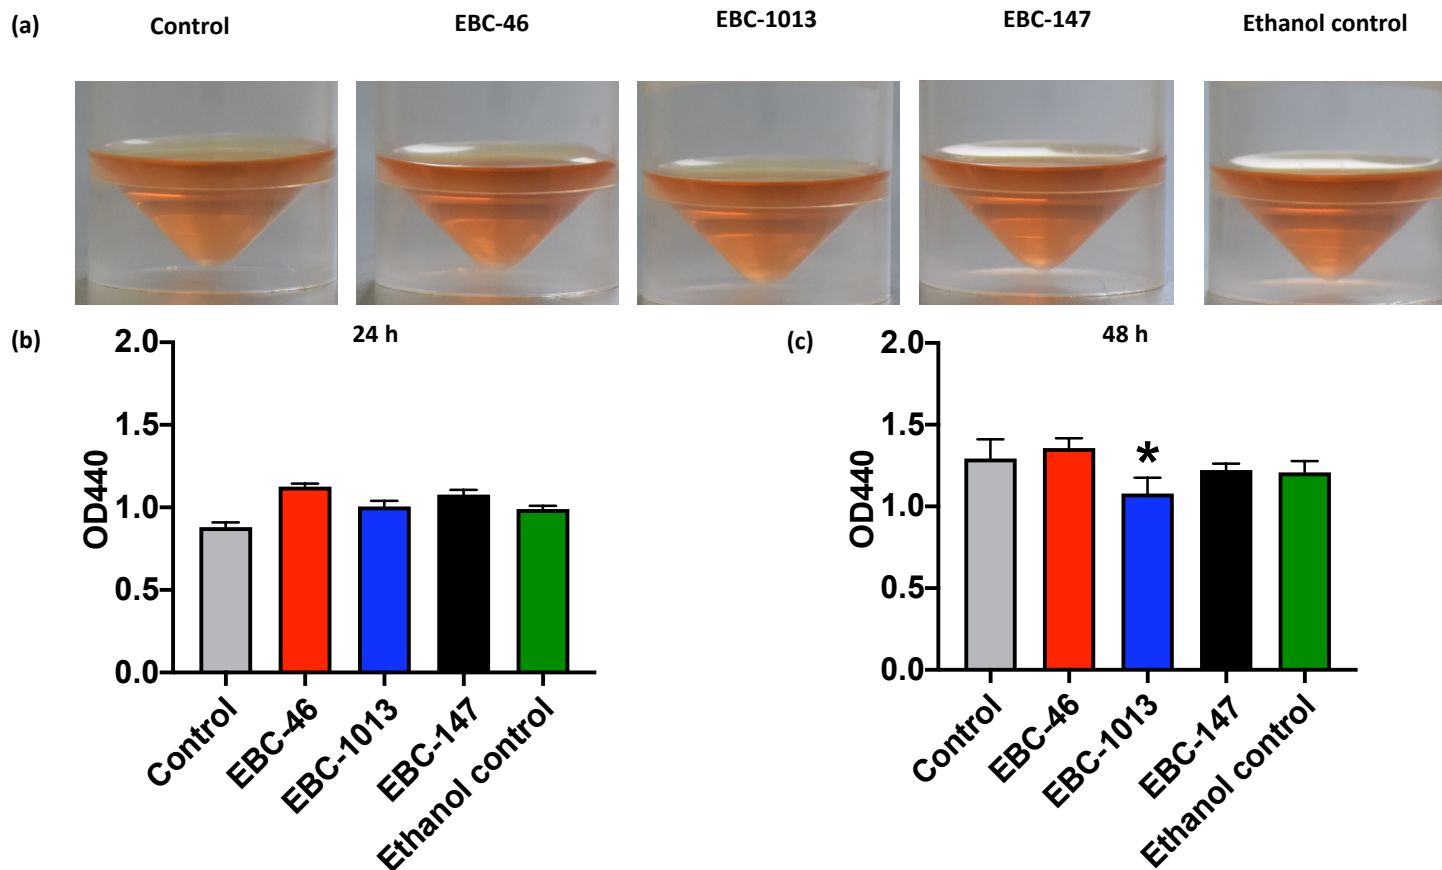 (a)
Control
EBC-46
EBC-1013
EBC-147
Ethanol control
(b)
24 h
2.0
1.5
1.0
0.5
0.0
OD440
Control
EBC-46
EBC-1013
EBC-147
Ethanol control
(c)
48 h
2.0
1.5
1.0
0.5
0.0
OD440
*
Control
EBC-46
EBC-1013
EBC-147
Ethanol control